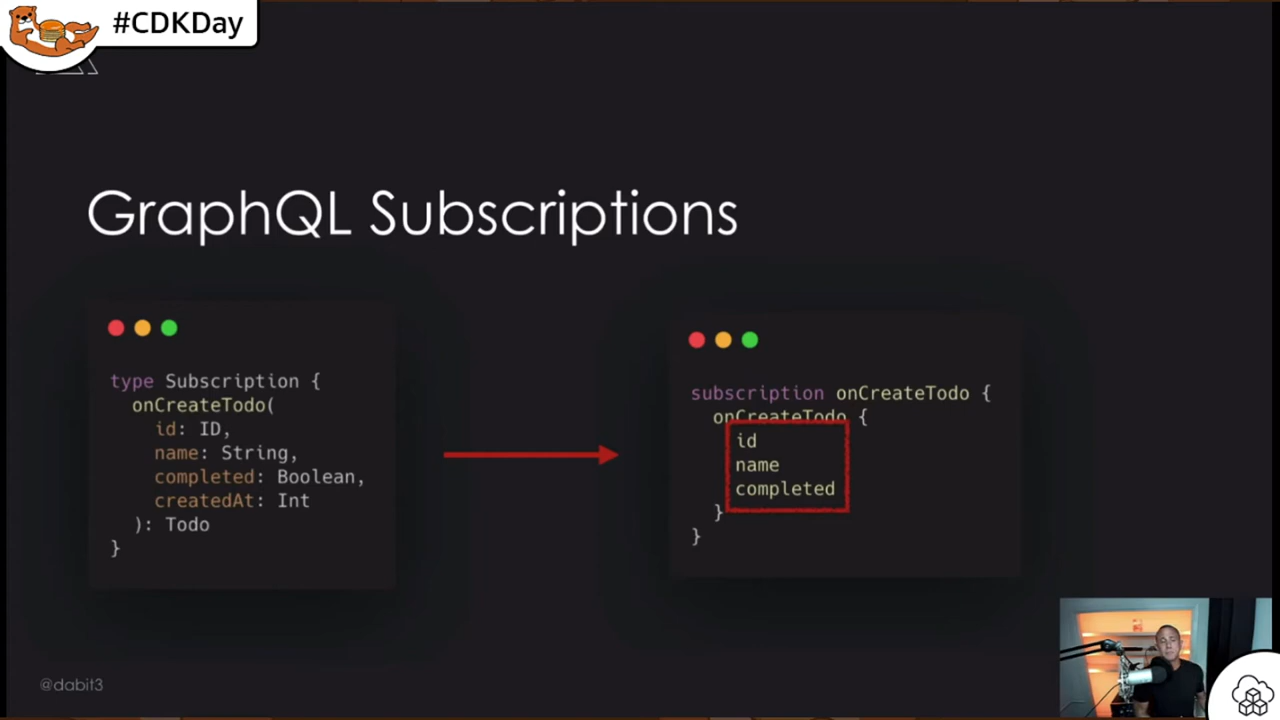 #CDKDay
GraphQL Subscriptions
type Subscription {
onCreateTodo(
id: ID,
name: String,
completed: Boolean,
createdAt: Int
): Todo
}
subscription onCreateTodo {
onCreateTodo {
id
name
completed
}
}
@dabit3